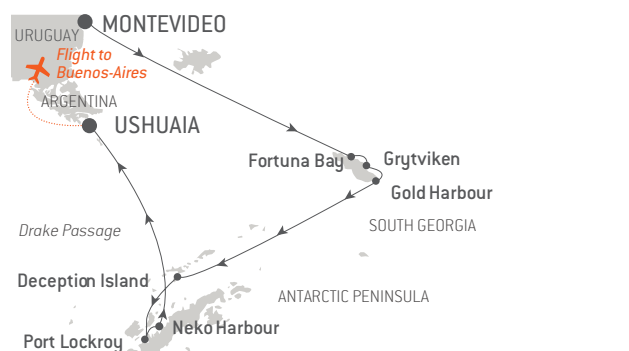 MONTEVIDEO
URUGUAY
Flight to
Buenos-Aires
ARGENTINA
USHUAIA
Fortuna Bay
Grytviken
Gold Harbour
SOUTH GEORGIA
Drake Passage
Deception Island
ANTARCTIC PENINSULA
Neko Harbour
Port Lockroy